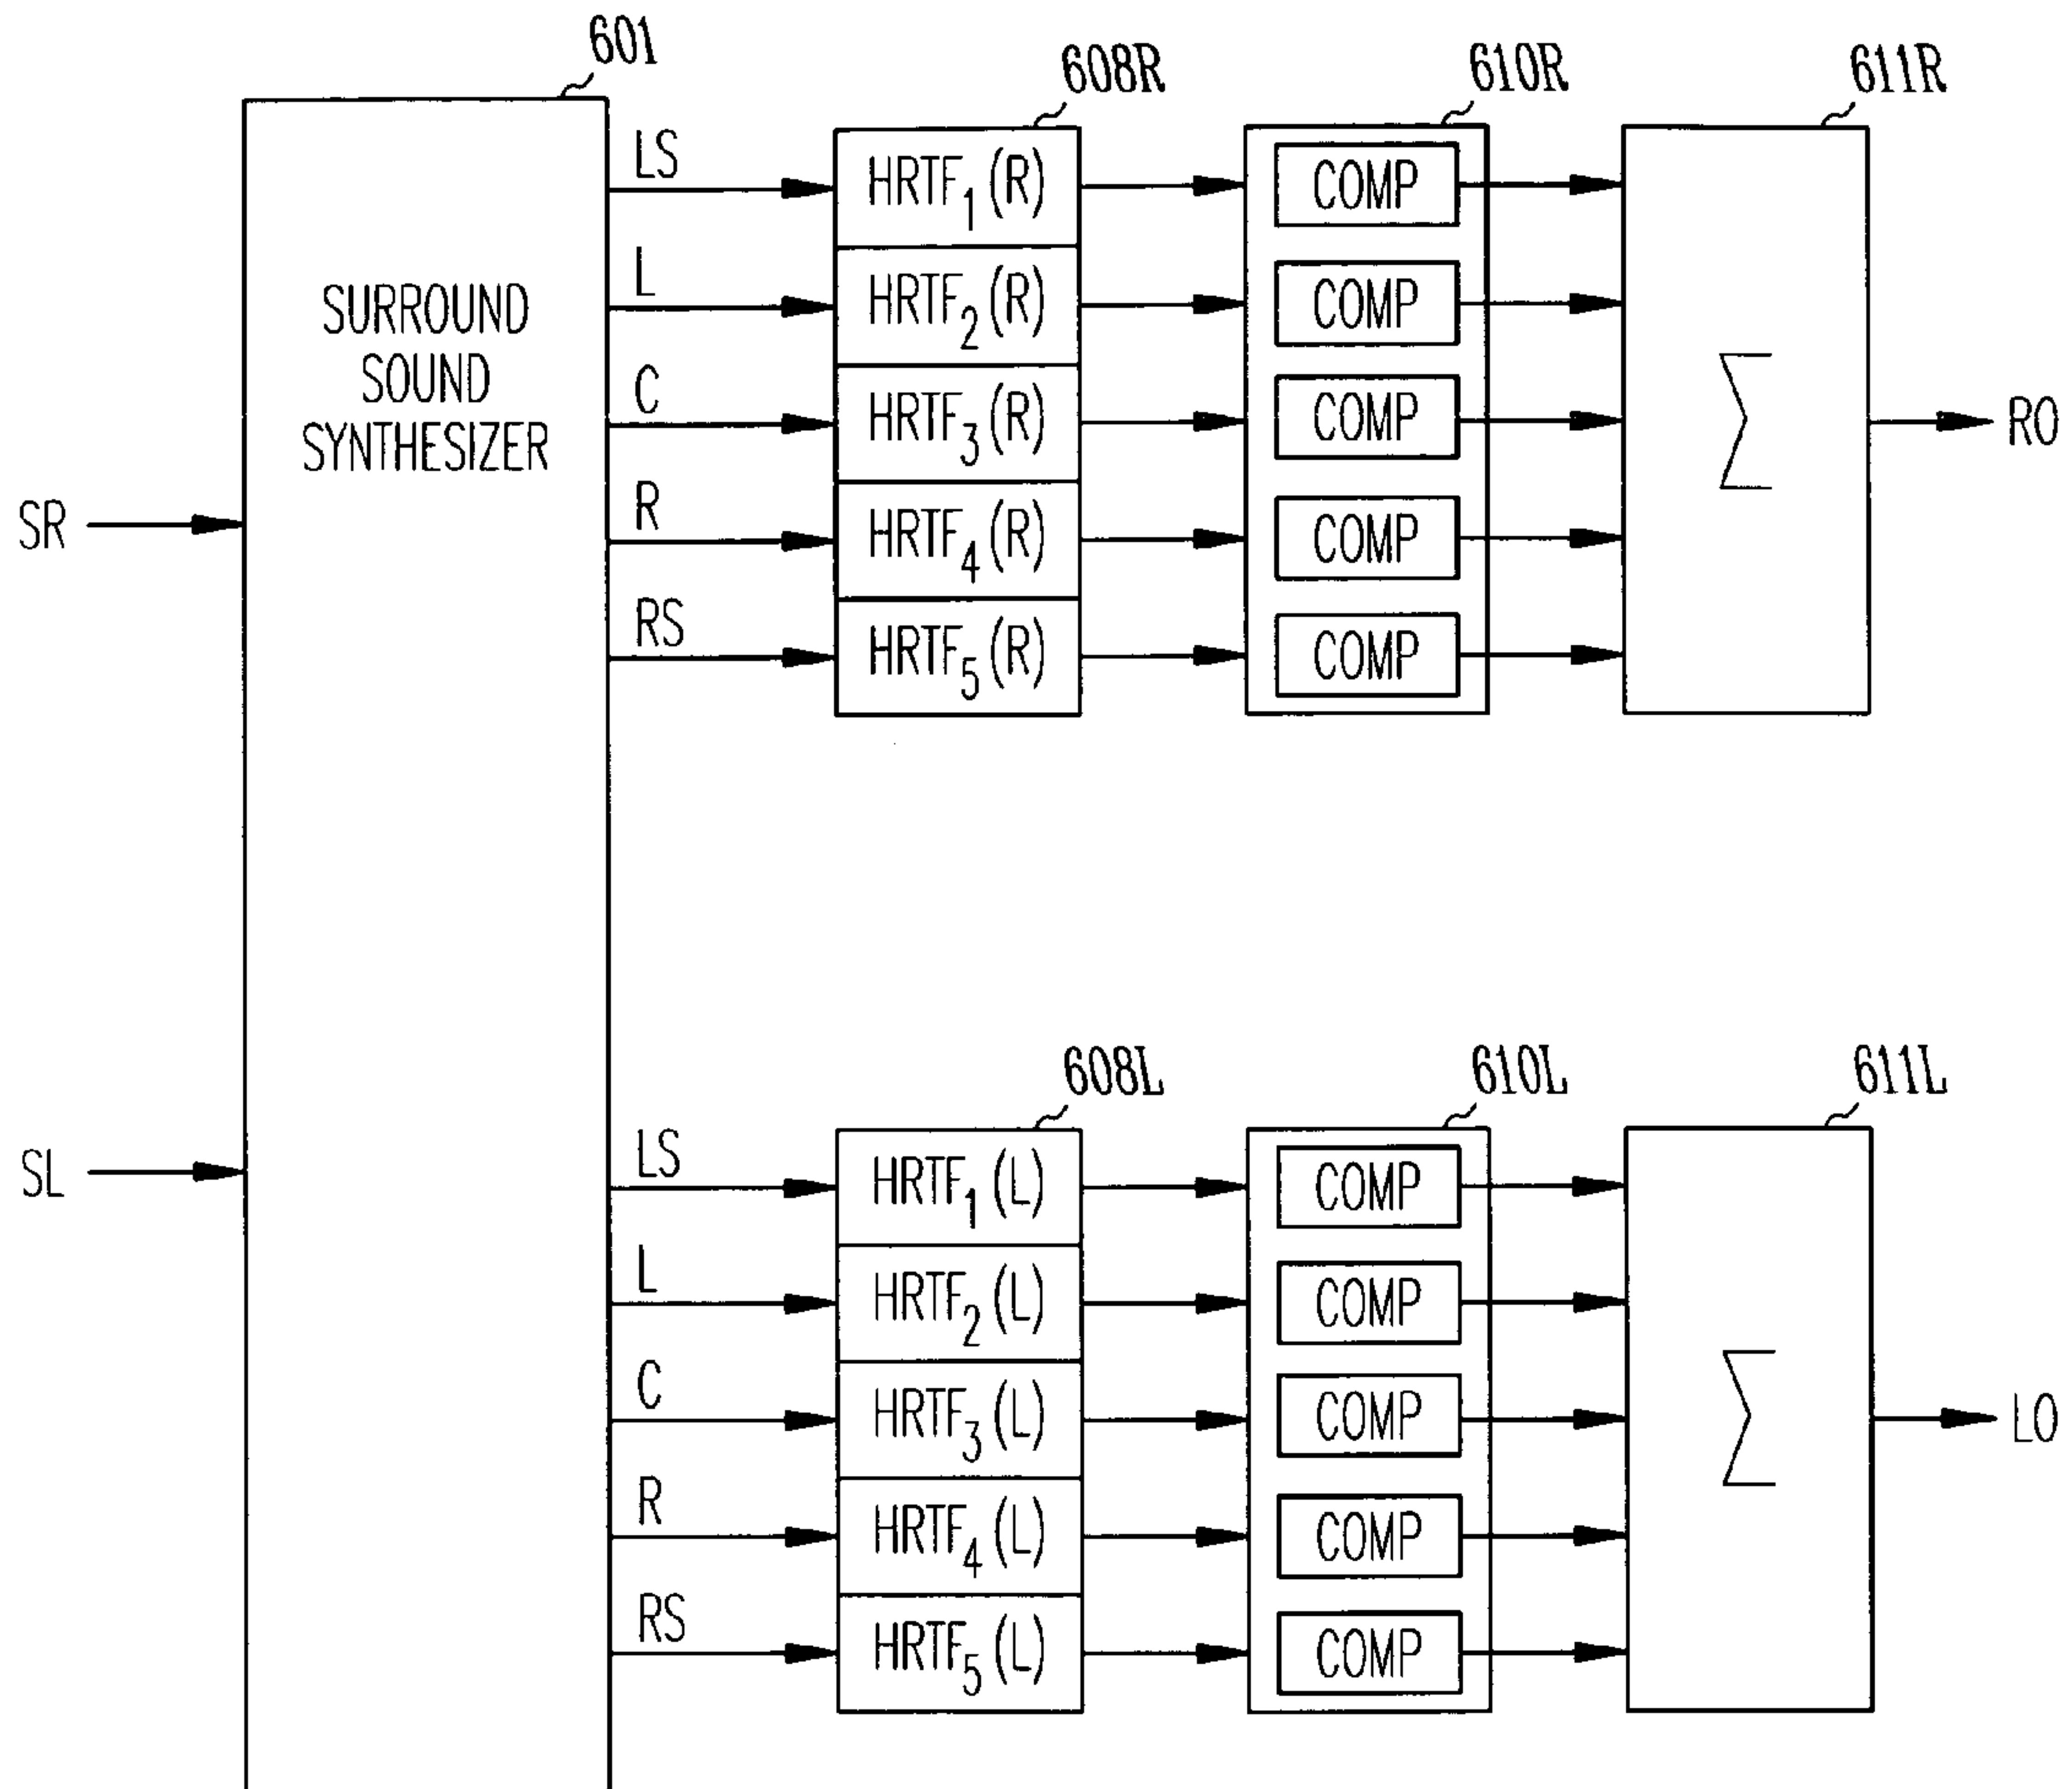 601
608R
610R
611R
SURROUND
SOUND
SYNTHESIZER
SR
SL
LS
L
C
R
RS
HRTF1 (R)
HRTF2 (R)
HRTF3 (R)
HRTF4 (R)
HRTF5 (R)
COMP
COMP
COMP
COMP
COMP
Σ
RO
608L
610L
611L
LS
L
C
R
RS
HRTF1 (L)
HRTF2 (L)
HRTF3 (L)
HRTF4 (L)
HRTF5 (L)
COMP
COMP
COMP
COMP
COMP
Σ
LO